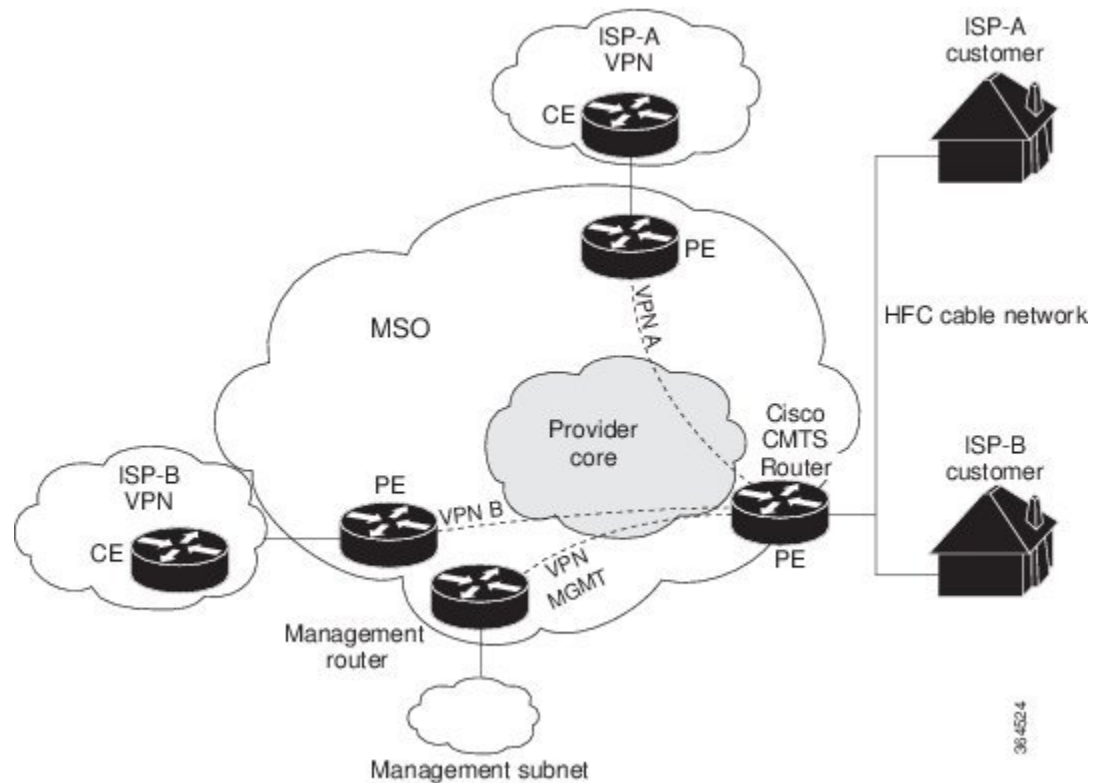 ISP-A
VPN
CE
ISP-A
customer
PE
VPN A
MSO
HFC cable network
Provider
core
Cisco
CMTS
Router
PE
ISP-B
customer
ISP-B
VPN
CE
PE
VPN B
VPN
MGMT
Management
router
Management subnet
364524